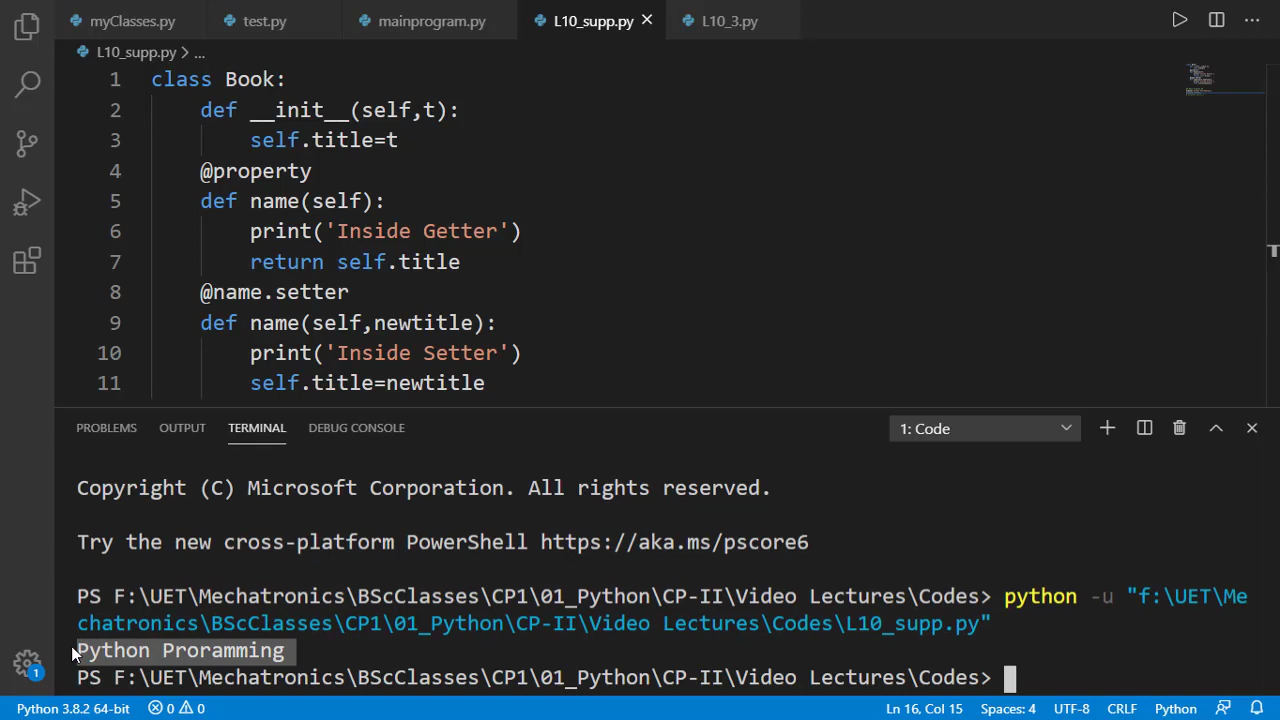 myClasses.py test.py mainprogram.py L10_supp.py L10_3.py
L10_supp.py > ...
1 class Book:
2 def __init__(self,t):
3 self.title=t
4 @property
5 def name(self):
6 print('Inside Getter')
7 return self.title
8 @name.setter
9 def name(self,newtitle):
10 print('Inside Setter')
11 self.title=newtitle
PROBLEMS OUTPUT TERMINAL DEBUG CONSOLE 1: Code
Copyright (C) Microsoft Corporation. All rights reserved.
Try the new cross-platform PowerShell https://aka.ms/pscore6
PS F:\UET\Mechatronics\BScClasses\CP1\01_Python\CP-II\Video Lectures\Codes> python -u "f:\UET\Me
chatronics\BScClasses\CP1\01_Python\CP-II\Video Lectures\Codes\L10_supp.py"
Python Proramming
PS F:\UET\Mechatronics\BScClasses\CP1\01_Python\CP-II\Video Lectures\Codes>
1
Python 3.8.2 64-bit 0 0 Ln 16, Col 15 Spaces: 4 UTF-8 CRLF Python